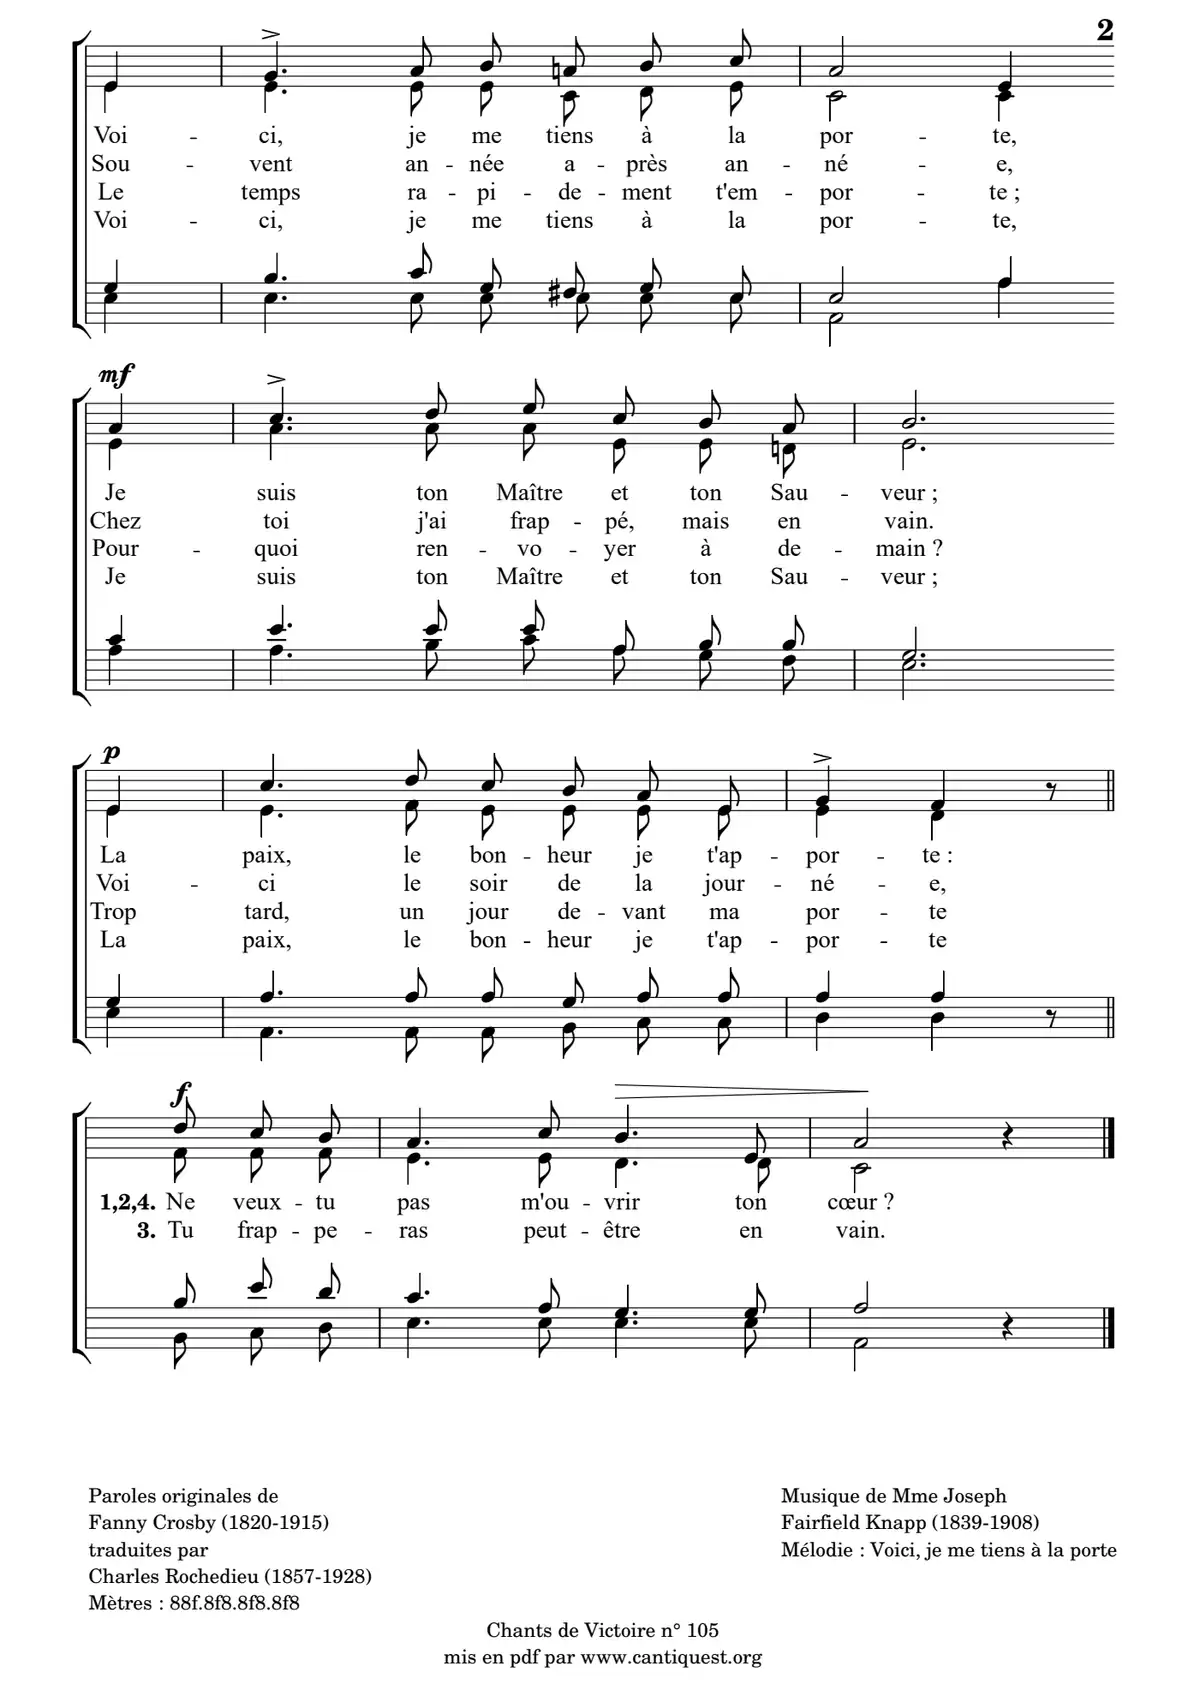 2
Voi - ci, je me tiens à la por - te,
Sou - vent an - née a - près an - né - e,
Le temps ra - pi - de - ment t'em - por - te ;
Voi - ci, je me tiens à la por - te,
mf
Je suis ton Maître et ton Sau - veur ;
Chez toi j'ai frap - pé, mais en vain.
Pour - quoi ren - vo - yer à de - main ?
Je suis ton Maître et ton Sau - veur ;
p
La paix, le bon - heur je t'ap - por - te :
Voi - ci le soir de la jour - né - e,
Trop tard, un jour de - vant ma por - te
La paix, le bon - heur je t'ap - por - te
f
1,2,4. Ne veux - tu pas m'ou - vrir ton cœur ?
3. Tu frap - pe - ras peut - être en vain.
Paroles originales de
Fanny Crosby (1820-1915)
traduites par
Charles Rochedieu (1857-1928)
Mètres : 88f.8f8.8f8.8f8
Musique de Mme Joseph
Fairfield Knapp (1839-1908)
Mélodie : Voici, je me tiens à la porte
Chants de Victoire n° 105
mis en pdf par www.cantiquest.org